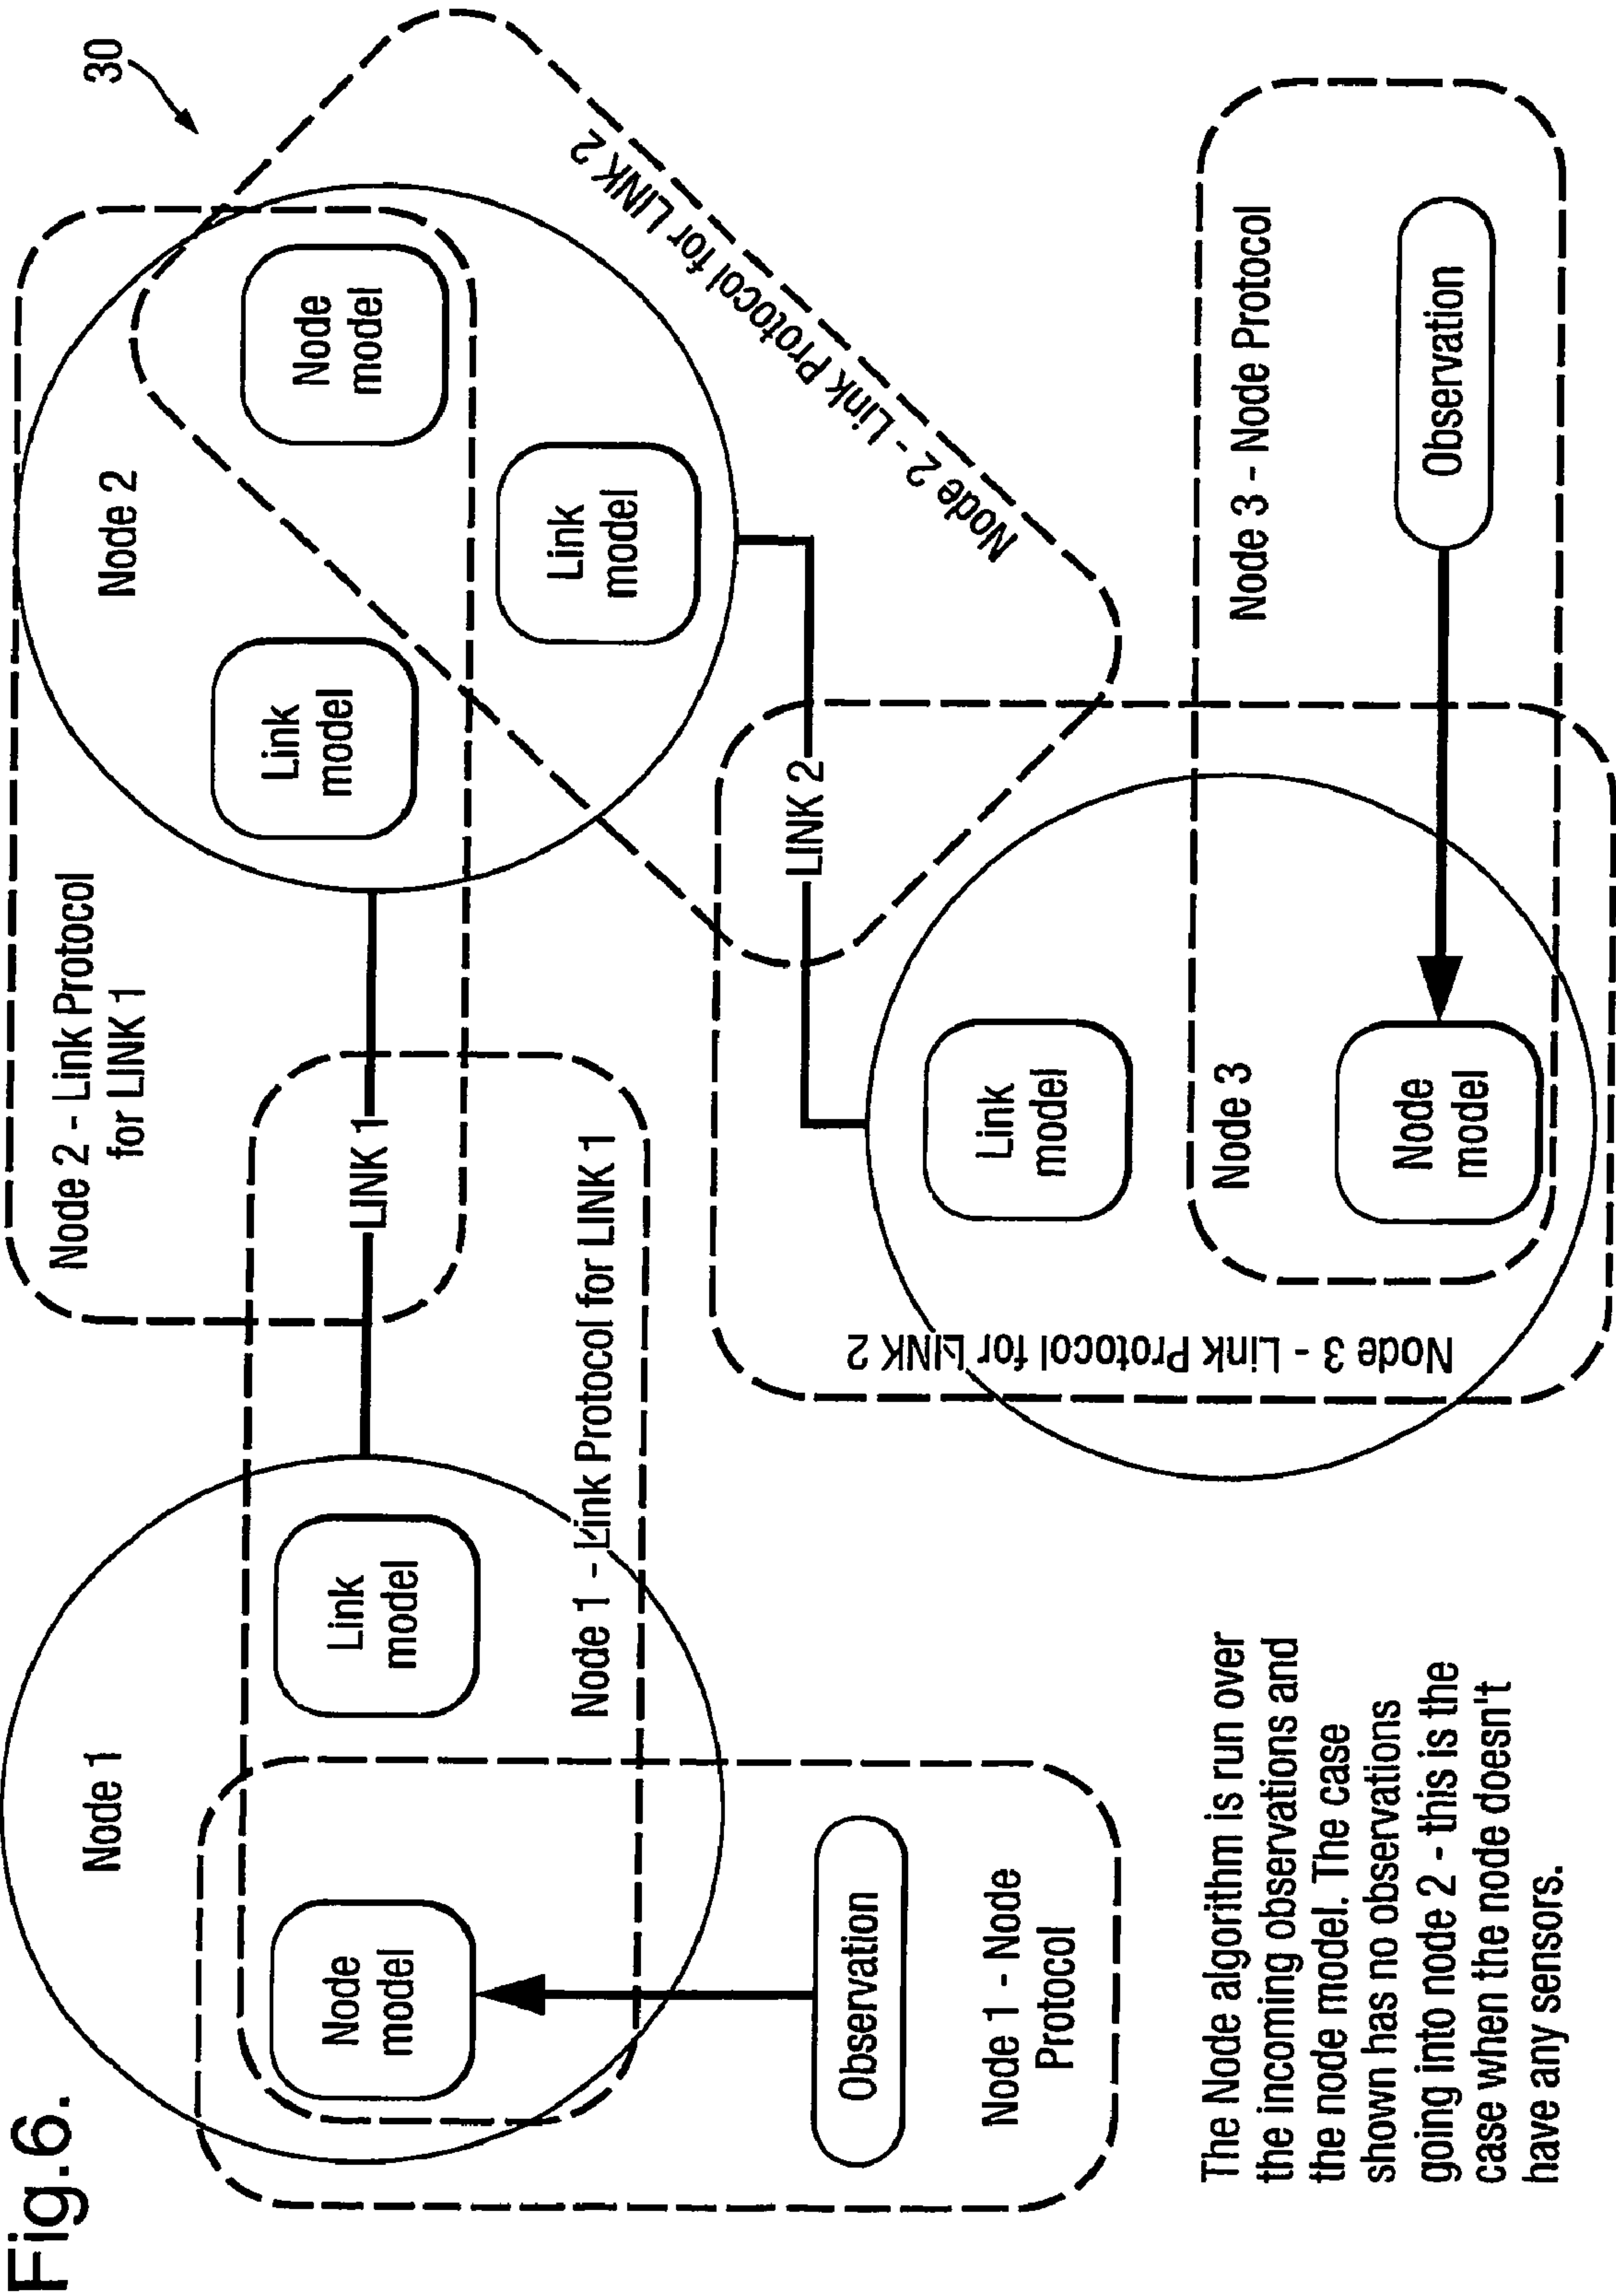 Fig.6.
30
Node 1
Node
model
Link
model
Observation
Node 1 - Node
Protocol
Node 1 - Link Protocol for LINK 1
LINK 1
Node 2 - Link Protocol
for LINK 1
Node 2
Link
model
Node
model
Link
model
Node 2 - Link Protocol for LINK 2
LINK 2
Node 3 - Link Protocol for LINK 2
Link
model
Node 3
Node
model
Node 3 - Node Protocol
Observation
The Node algorithm is run over
the incoming observations and
the node model. The case
shown has no observations
going into node 2 - this is the
case when the node doesn't
have any sensors.